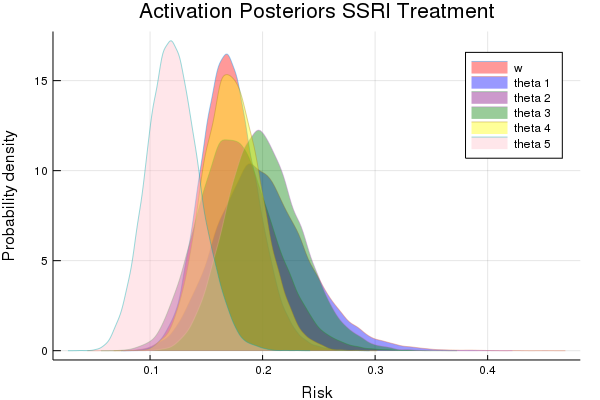 Activation Posteriors SSRI Treatment
w
theta 1
theta 2
theta 3
theta 4
theta 5
Probability density
15
10
5
0
0.1
0.2
0.3
0.4
Risk